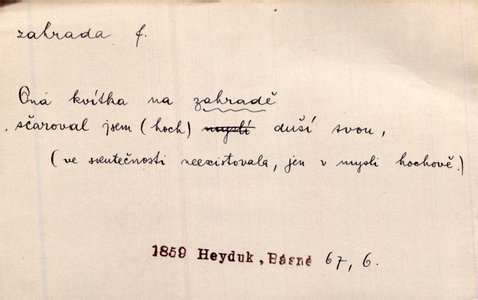 zahrada f.
Ona kvítka na zahradě
sčaroval jsem (hoch) myslí duší svou,
(ve skutečnosti neexistovala, jen v mysli hochově.)
1859 Heyduk, Básně 67, 6.